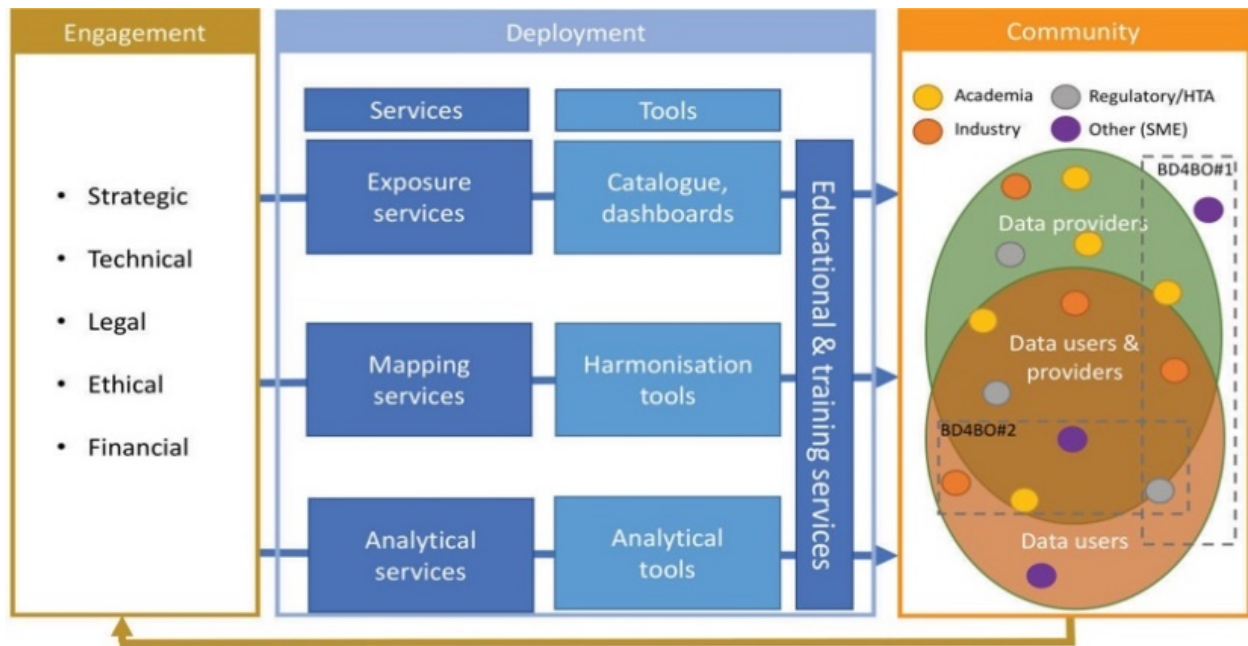 Engagement
• Strategic
• Technical
• Legal
• Ethical
• Financial
Deployment
Services
Tools
Exposure
services
Catalogue,
dashboards
Mapping
services
Harmonisation
tools
Analytical
services
Analytical
tools
Educational & training services
Community
Academia
Regulatory/HTA
Industry
Other (SME)
BD4BO#1
Data providers
Data users &
providers
BD4BO#2
Data users